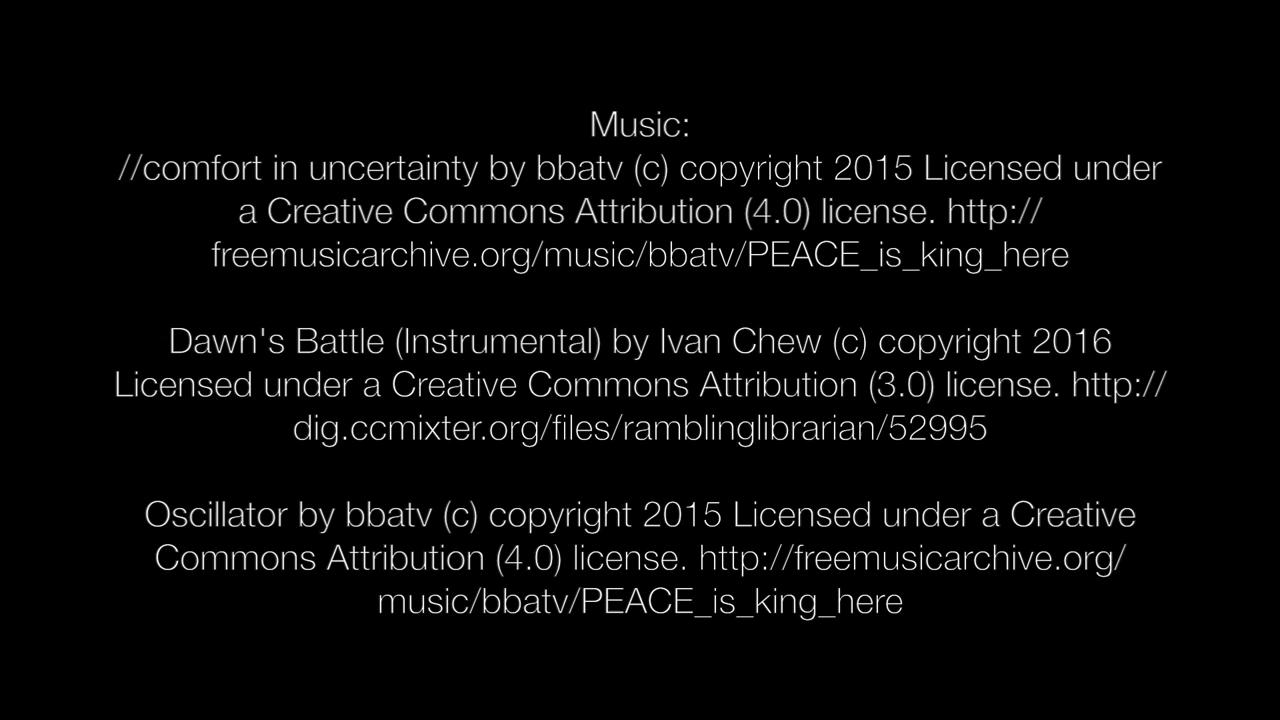 Music:
//comfort in uncertainty by bbatv (c) copyright 2015 Licensed under
a Creative Commons Attribution (4.0) license. http://
freemusicarchive.org/music/bbatv/PEACE_is_king_here
Dawn's Battle (Instrumental) by Ivan Chew (c) copyright 2016
Licensed under a Creative Commons Attribution (3.0) license. http://
dig.ccmixter.org/files/ramblinglibrarian/52995
Oscillator by bbatv (c) copyright 2015 Licensed under a Creative
Commons Attribution (4.0) license. http://freemusicarchive.org/
music/bbatv/PEACE_is_king_here